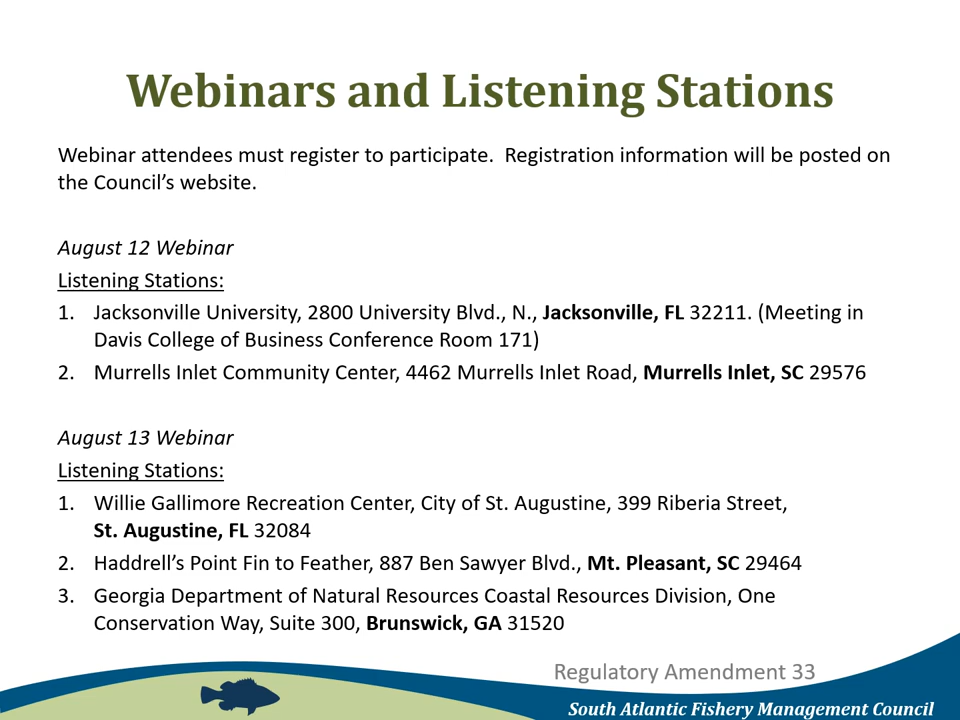 Webinars and Listening Stations
Webinar attendees must register to participate.  Registration information will be posted on
the Council's website.
August 12 Webinar
Listening Stations:
1. Jacksonville University, 2800 University Blvd., N., Jacksonville, FL 32211. (Meeting in
Davis College of Business Conference Room 171)
2. Murrells Inlet Community Center, 4462 Murrells Inlet Road, Murrells Inlet, SC 29576
August 13 Webinar
Listening Stations:
1. Willie Gallimore Recreation Center, City of St. Augustine, 399 Riberia Street,
St. Augustine, FL 32084
2. Haddrell's Point Fin to Feather, 887 Ben Sawyer Blvd., Mt. Pleasant, SC 29464
3. Georgia Department of Natural Resources Coastal Resources Division, One
Conservation Way, Suite 300, Brunswick, GA 31520
Regulatory Amendment 33
South Atlantic Fishery Management Council